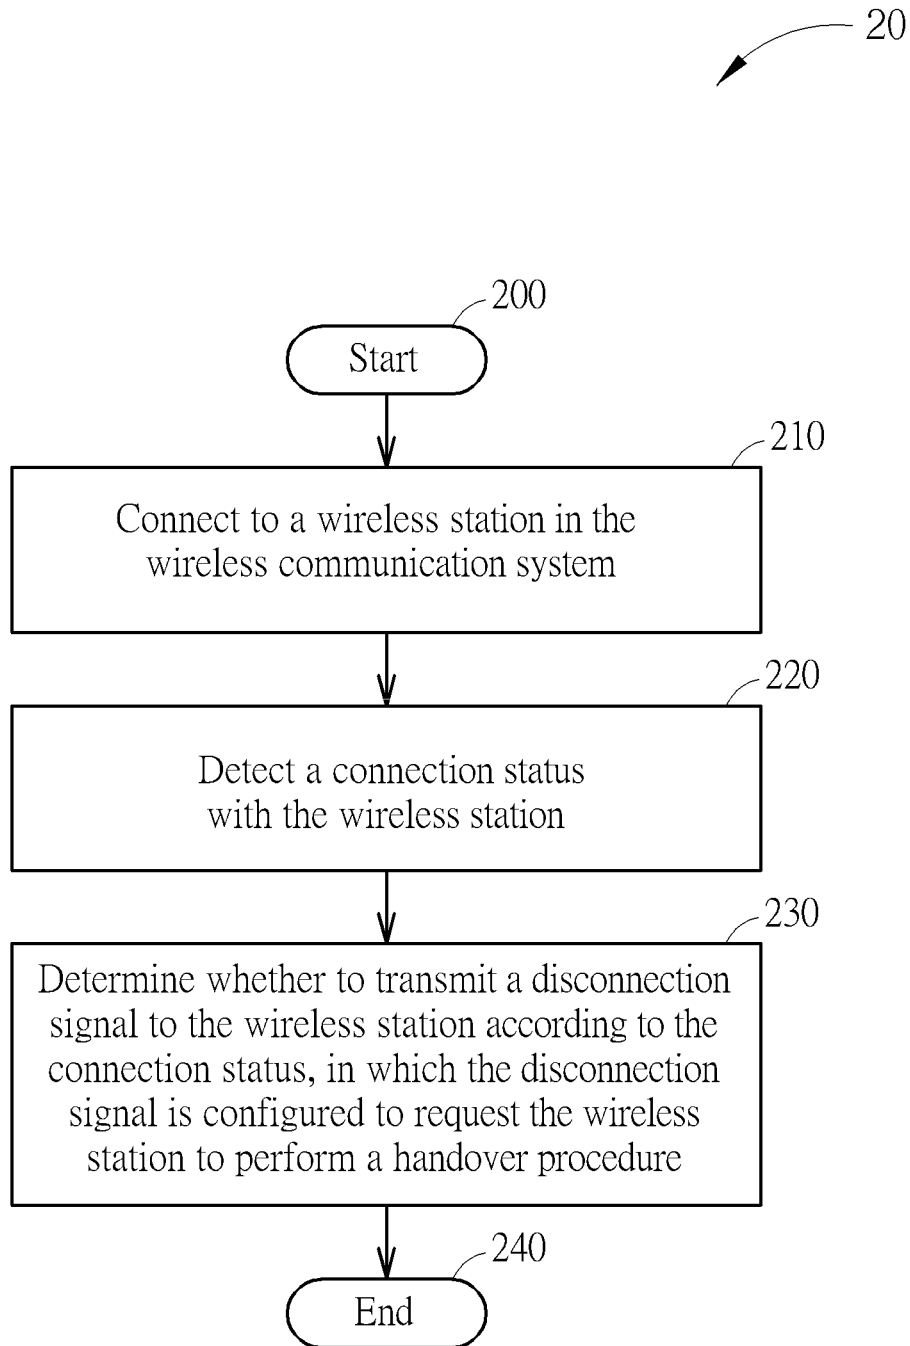 20
200
Start
210
Connect to a wireless station in the
wireless communication system
220
Detect a connection status
with the wireless station
230
Determine whether to transmit a disconnection
signal to the wireless station according to the
connection status, in which the disconnection
signal is configured to request the wireless
station to perform a handover procedure
240
End